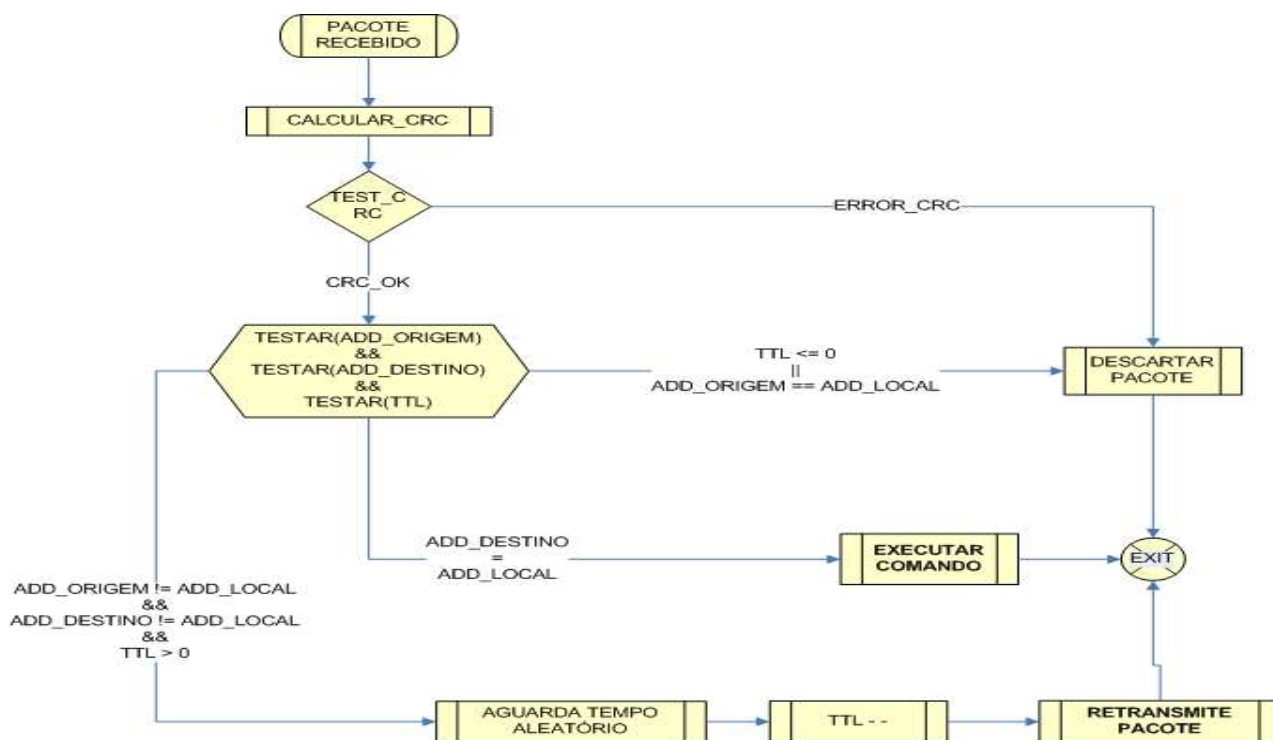 PACOTE
RECEBIDO
CALCULAR_CRC
TEST_C
RC
ERROR_CRC
CRC_OK
TESTAR(ADD_ORIGEM)
&&
TESTAR(ADD_DESTINO)
&&
TESTAR(TTL)
TTL <= 0
||
ADD_ORIGEM == ADD_LOCAL
DESCARTAR
PACOTE
ADD_DESTINO
=
ADD_LOCAL
EXECUTAR
COMANDO
EXIT
ADD_ORIGEM != ADD_LOCAL
&&
ADD_DESTINO != ADD_LOCAL
&&
TTL > 0
AGUARDA TEMPO
ALEATÓRIO
TTL - -
RETRANSMITE
PACOTE